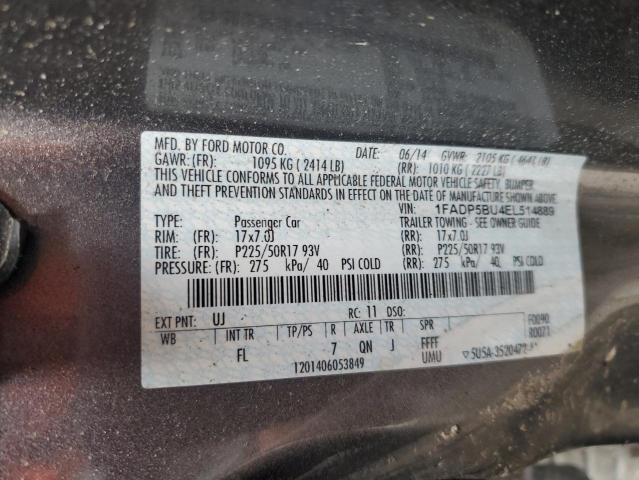 MFD. BY FORD MOTOR CO.
DATE: 06/14 GVWR: 2105 KG ( 4641 LB)
GAWR: (FR): 1095 KG ( 2414 LB) (RR): 1010 KG ( 2227 LB)
THIS VEHICLE CONFORMS TO ALL APPLICABLE FEDERAL MOTOR VEHICLE SAFETY, BUMPER,
AND THEFT PREVENTION STANDARDS IN EFFECT ON THE DATE OF MANUFACTURE SHOWN ABOVE.
VIN: 1FADP5BU4EL514889
Passenger Car TRAILER TOWING - SEE OWNER GUIDE
RIM: (FR): 17x7.0J (RR): 17x7.0J
TIRE: (FR): P225/50R17 93V (RR): P225/50R17 93V
PRESSURE: (FR): 275 kPa/ 40 PSI COLD (RR): 275 kPa/ 40 PSI COLD
EXT PNT: UJ RC: 11 DSO: F0090
WB INT TR TP/PS R AXLE TR SPR B0073
FL 7 QN J FFFF
UMU
1201406053849
5U5A-3520472